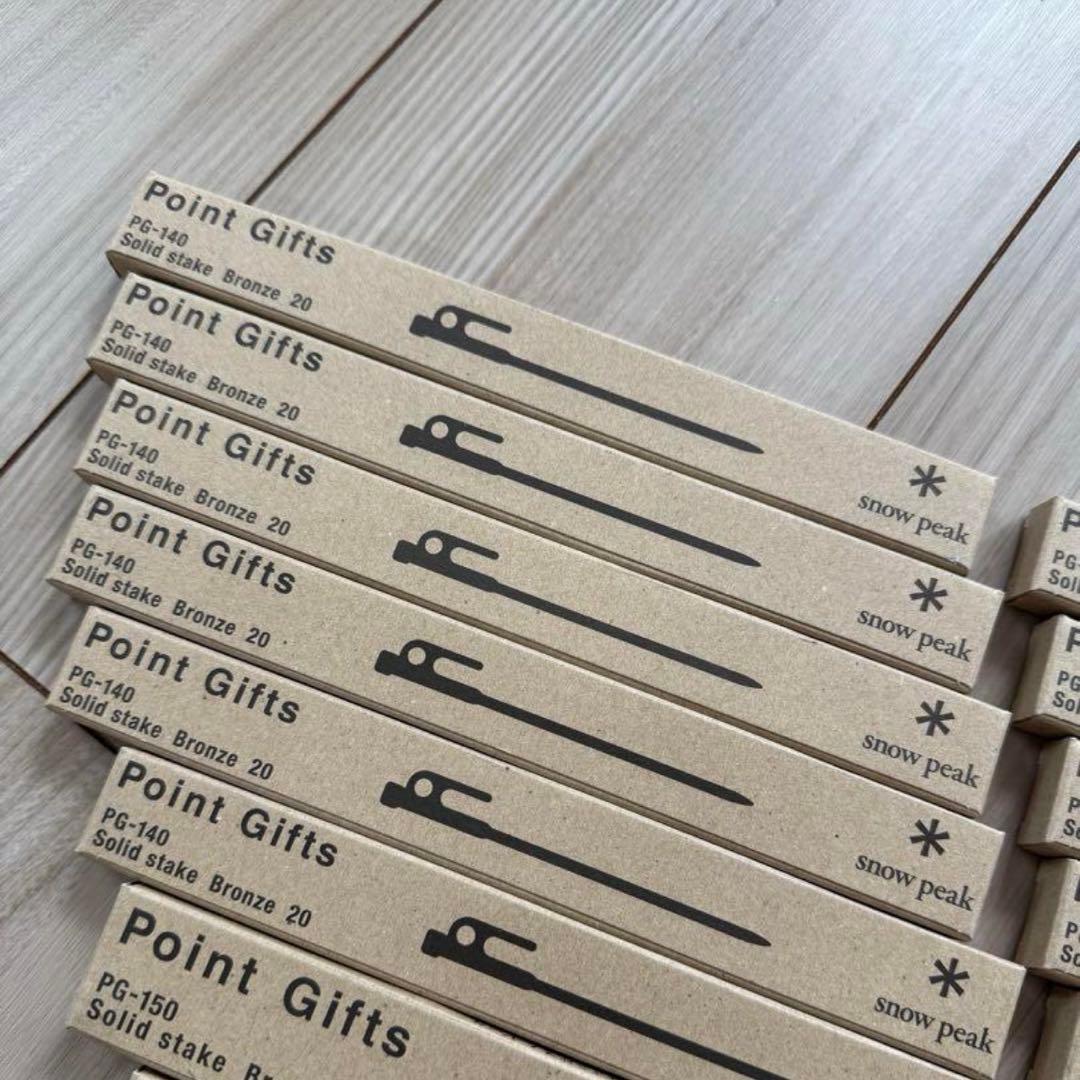 Point Gifts
PG-140
Solid stake Bronze 20
snow peak
Point Gifts
PG-140
Solid stake Bronze 20
snow peak
Point Gifts
PG-140
Solid stake Bronze 20
snow peak
Point Gifts
PG-140
Solid stake Bronze 20
snow peak
Point Gifts
PG-140
Solid stake Bronze 20
snow peak
Point Gifts
PG-140
Solid stake Bronze 20
Point Gifts
PG-150
Solid stake